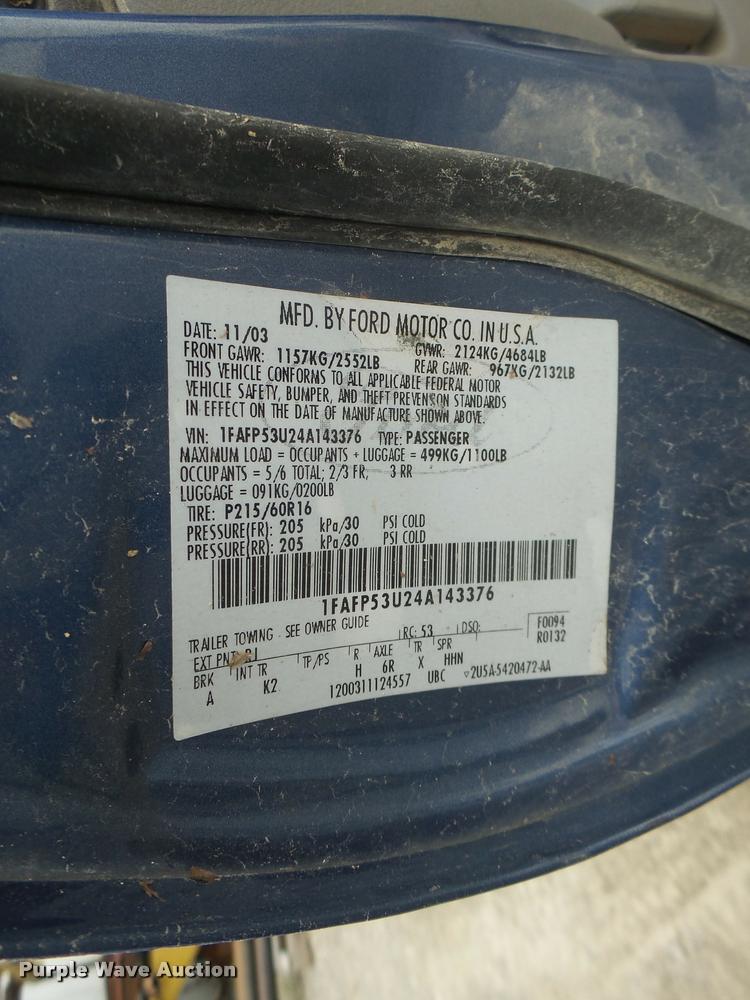 MFD. BY FORD MOTOR CO. IN U.S.A.
DATE: 11/03 GVWR: 2124KG/4684LB
FRONT GAWR: 1157KG/2552LB REAR GAWR: 967KG/2132LB
THIS VEHICLE CONFORMS TO ALL APPLICABLE FEDERAL MOTOR
VEHICLE SAFETY, BUMPER, AND THEFT PREVENSON STANDARDS
IN EFFECT ON THE DATE OF MANUFACTURE SHOWN ABOVE.
VIN: 1FAFP53U24A143376 TYPE: PASSENGER
MAXIMUM LOAD = OCCUPANTS + LUGGAGE = 499KG/1100LB
OCCUPANTS = 5/6 TOTAL; 2/3 FR, 3 RR
LUGGAGE = 091KG/0200LB
TIRE: P215/60R16
PRESSURE(FR): 205 kPa/30 PSI COLD
PRESSURE(RR): 205 kPa/30 PSI COLD
1FAFP53U24A143376
TRAILER TOWING - SEE OWNER GUIDE F0094
EXT PNT: RC: 53 DSO: R0132
BRK INT TR TP/PS R AXLE TR SPR
A K2 H 6R X HHN
1200311124557 UBC 2U5A-5420472-AA
Purple Wave Auction